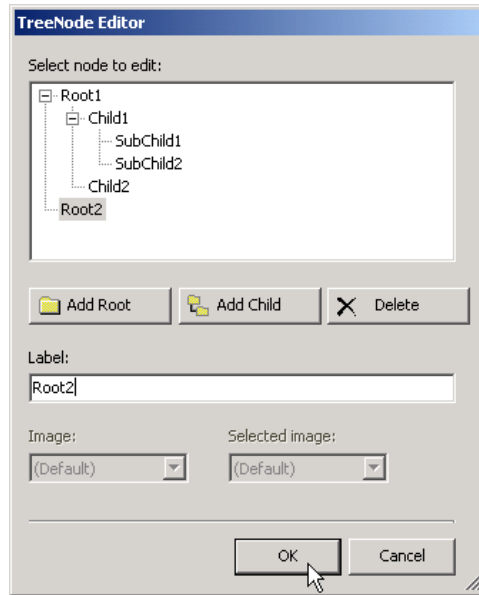 TreeNode Editor
Select node to edit:
Root1
Child1
SubChild1
SubChild2
Child2
Root2
Add Root Add Child Delete
Label:
Root2
Image: Selected image:
(Default) (Default)
OK Cancel